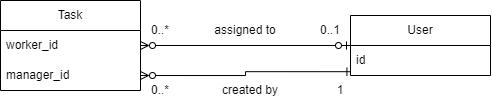 Task
worker_id
manager_id
0..*
assigned to
0..1
0..*
created by
1
User
id